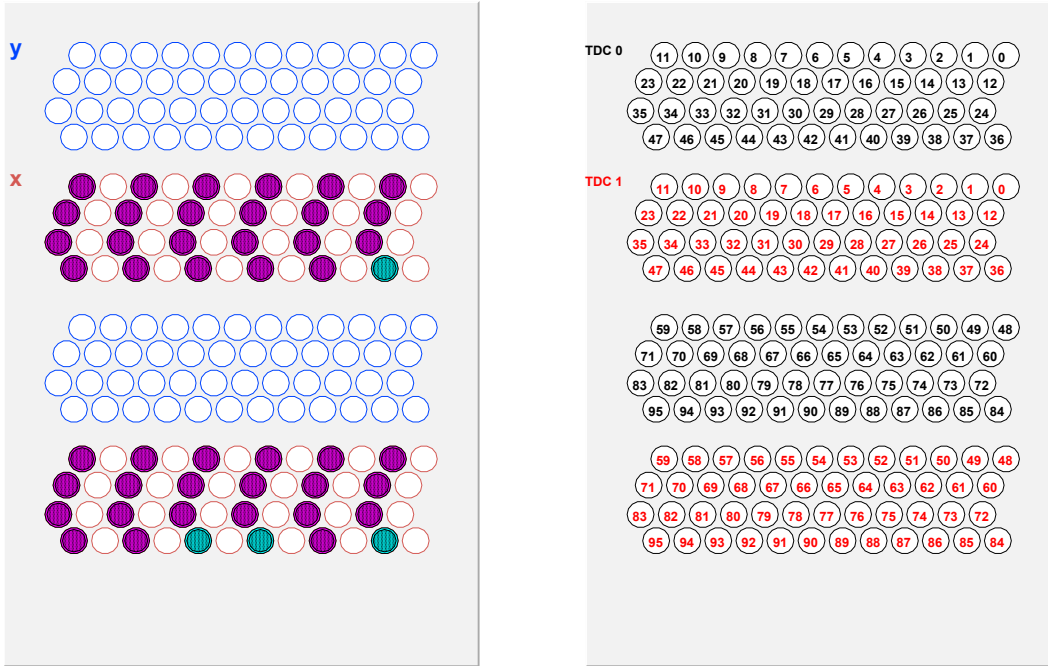 y
x
TDC 0
11 10 9 8 7 6 5 4 3 2 1 0
23 22 21 20 19 18 17 16 15 14 13 12
35 34 33 32 31 30 29 28 27 26 25 24
47 46 45 44 43 42 41 40 39 38 37 36
TDC 1
11 10 9 8 7 6 5 4 3 2 1 0
23 22 21 20 19 18 17 16 15 14 13 12
35 34 33 32 31 30 29 28 27 26 25 24
47 46 45 44 43 42 41 40 39 38 37 36
59 58 57 56 55 54 53 52 51 50 49 48
71 70 69 68 67 66 65 64 63 62 61 60
83 82 81 80 79 78 77 76 75 74 73 72
95 94 93 92 91 90 89 88 87 86 85 84
59 58 57 56 55 54 53 52 51 50 49 48
71 70 69 68 67 66 65 64 63 62 61 60
83 82 81 80 79 78 77 76 75 74 73 72
95 94 93 92 91 90 89 88 87 86 85 84